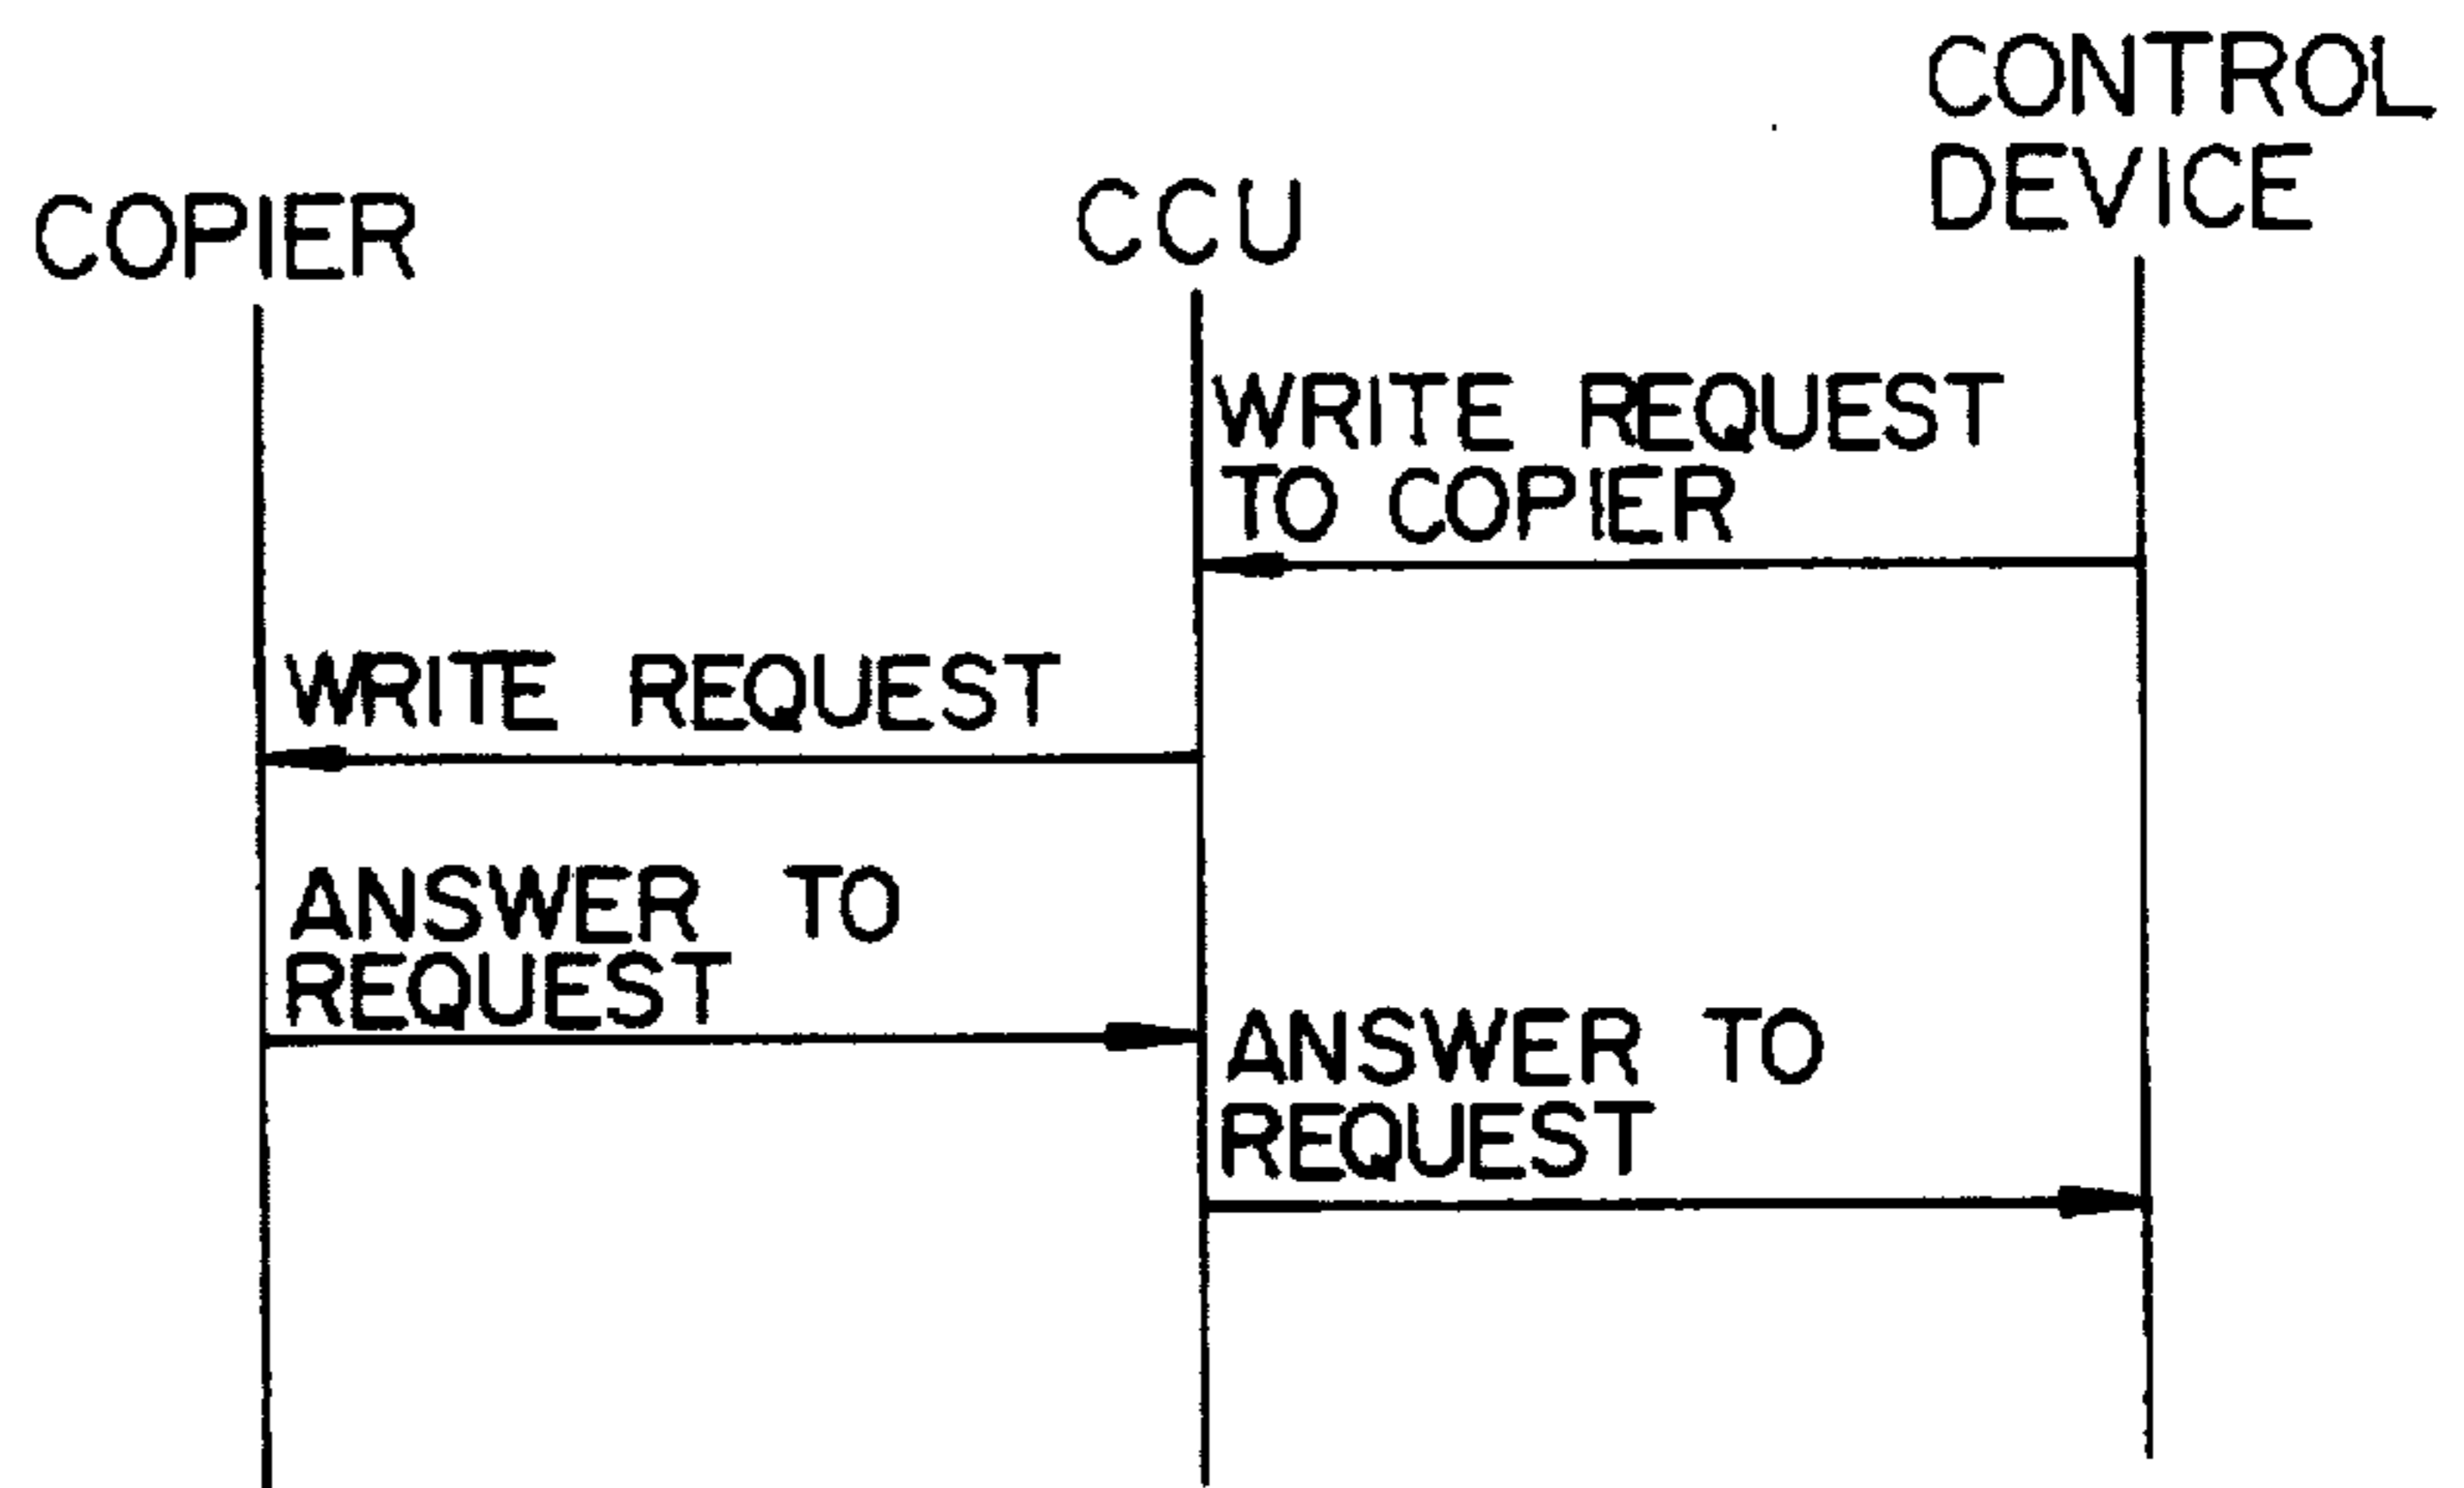 COPIER
CCU
CONTROL
DEVICE
WRITE REQUEST
TO COPIER
WRITE REQUEST
ANSWER TO
REQUEST
ANSWER TO
REQUEST